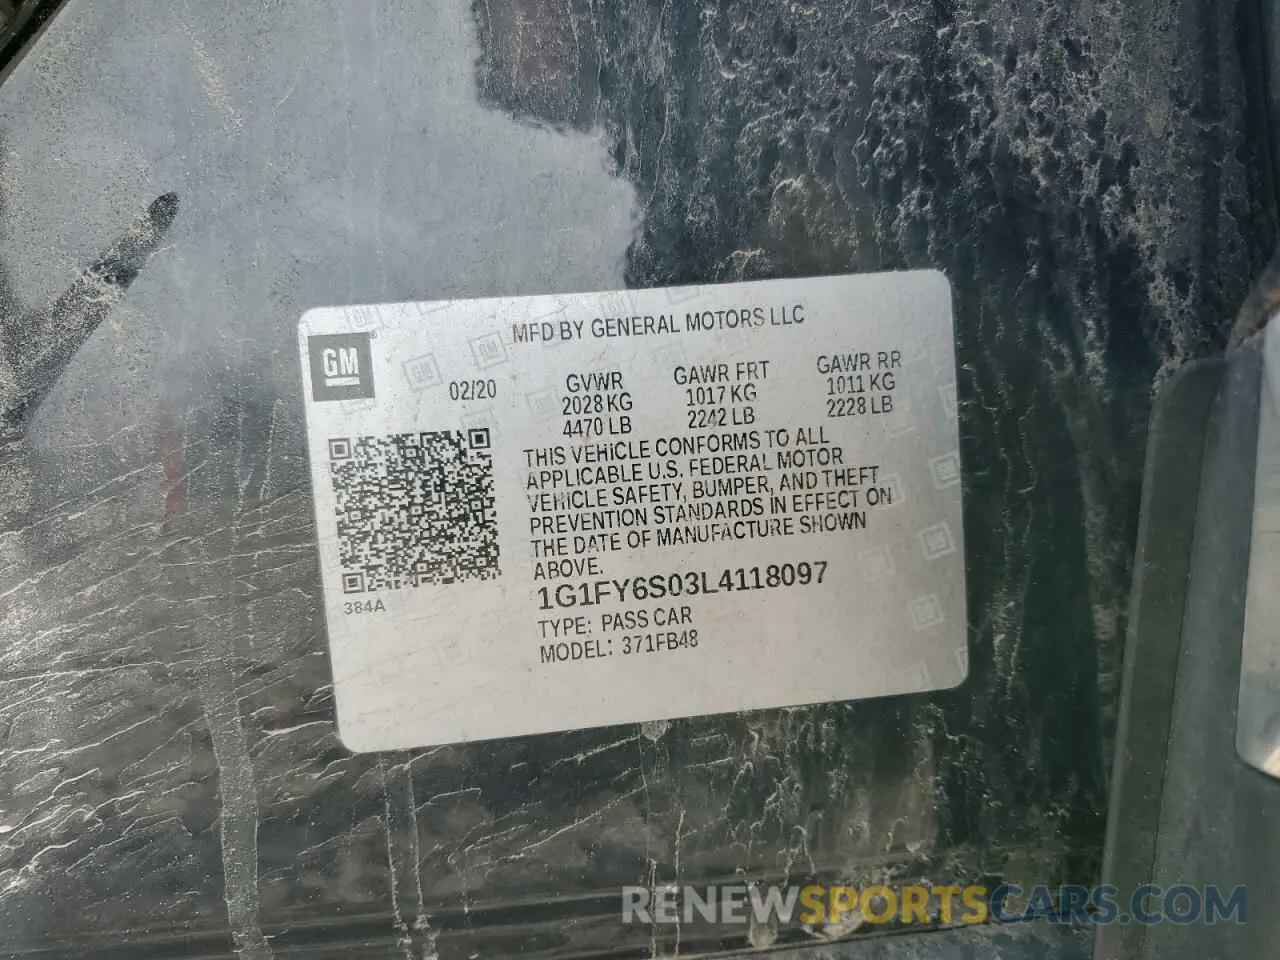 MFD BY GENERAL MOTORS LLC
GM
02/20
GVWR GAWR FRT GAWR RR
2028 KG 1017 KG 1011 KG
4470 LB 2242 LB 2228 LB
THIS VEHICLE CONFORMS TO ALL
APPLICABLE U.S. FEDERAL MOTOR
VEHICLE SAFETY, BUMPER, AND THEFT
PREVENTION STANDARDS IN EFFECT ON
THE DATE OF MANUFACTURE SHOWN
ABOVE.
384A
1G1FY6S03L4118097
TYPE: PASS CAR
MODEL: 371FB48
RENEWSPORTSCARS.COM